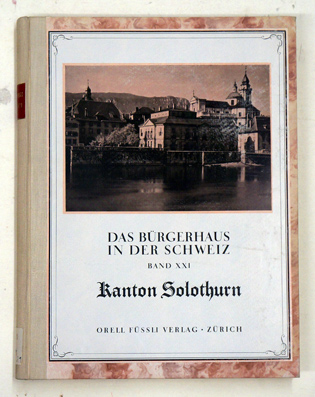 DAS BÜRGERHAUS
IN DER SCHWEIZ
BAND XXI
Kanton Solothurn
ORELL FÜSSLI VERLAG · ZÜRICH